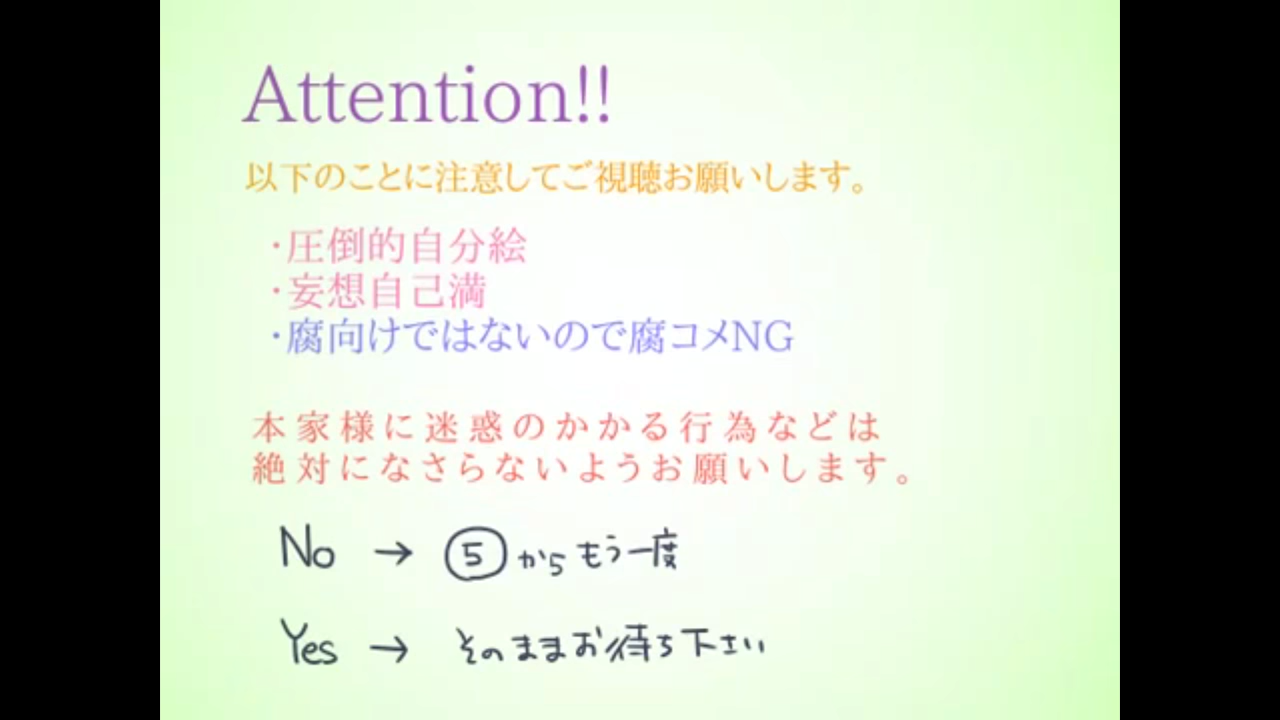 Attention!!
以下のことに注意してご視聴お願いします。
・圧倒的自分絵
・妄想自己満
・腐向けではないので腐コメNG
本家様に迷惑のかかる行為などは
絶対になさらないようお願いします。
No → ⑤からもう一度
Yes → そのままお待ち下さい